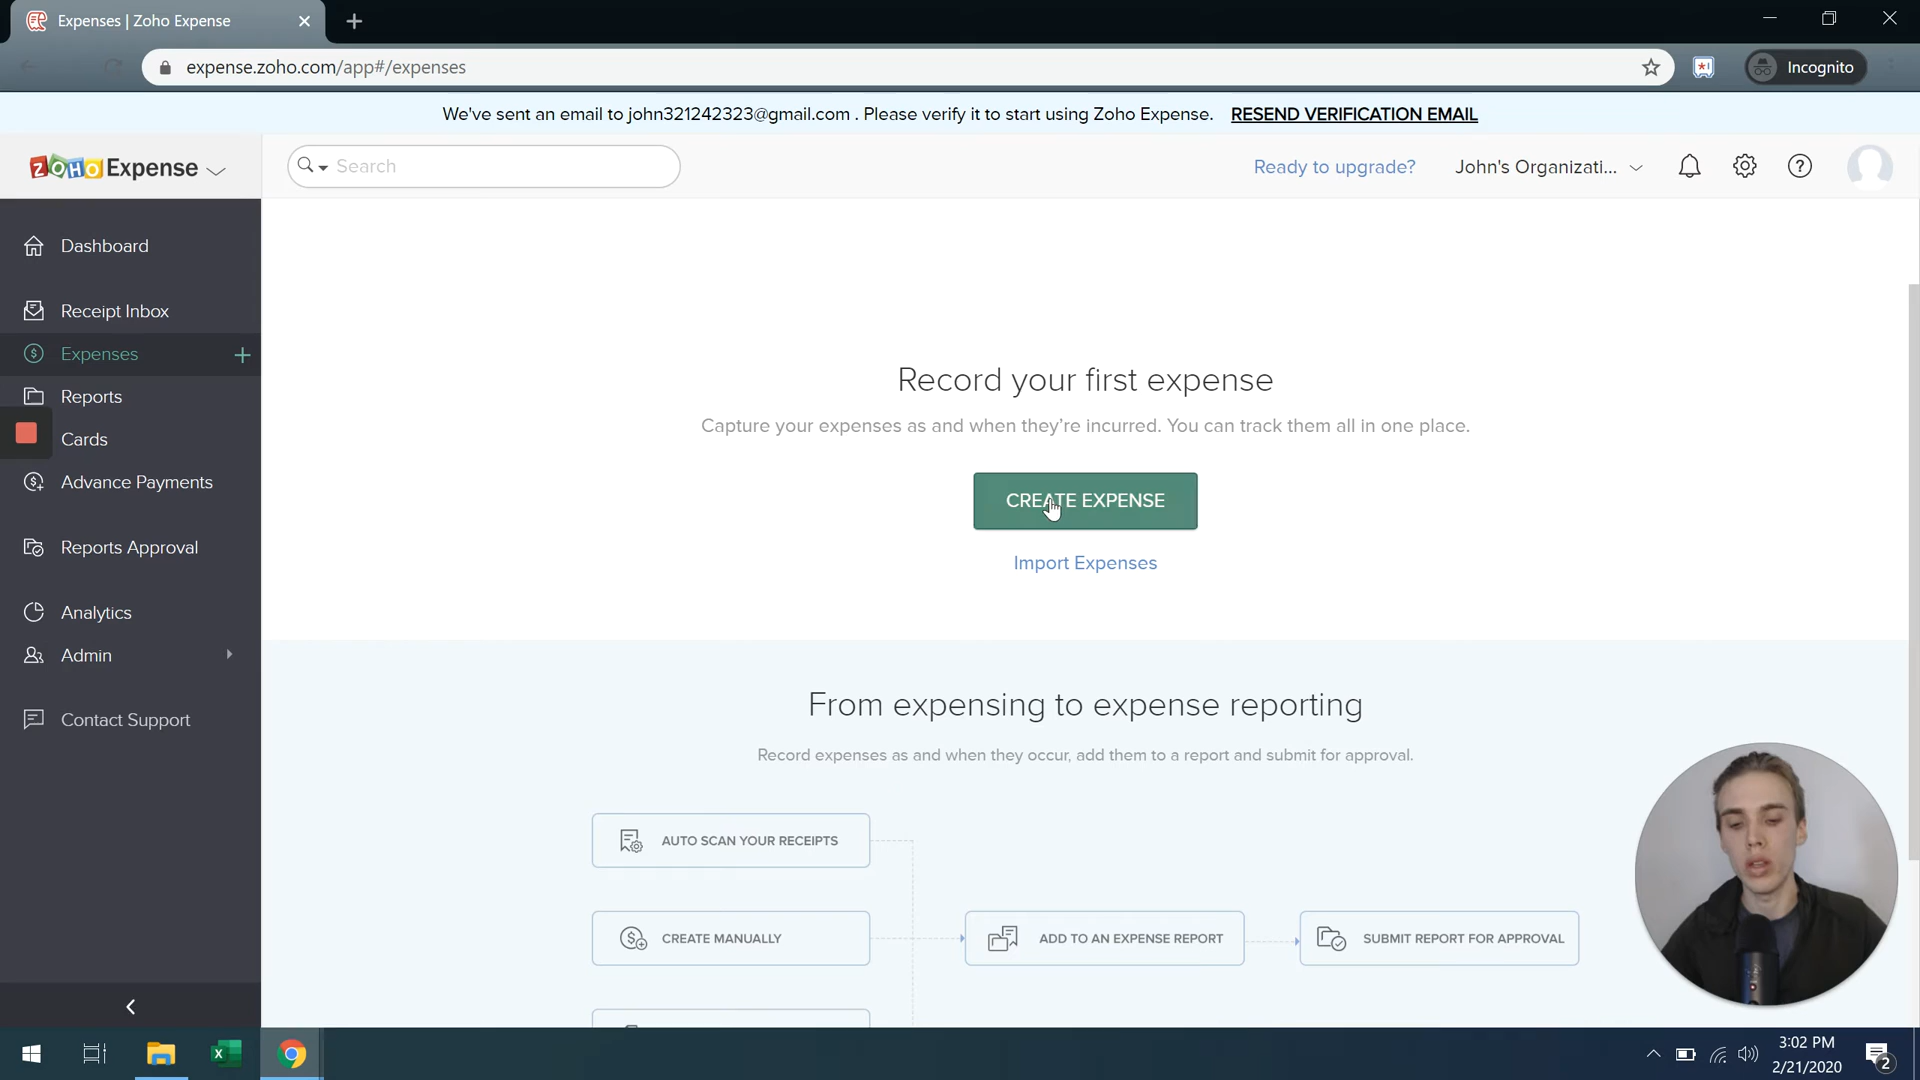 Expenses | Zoho Expense
expense.zoho.com/app#/expenses
Incognito
We've sent an email to john321242323@gmail.com . Please verify it to start using Zoho Expense. RESEND VERIFICATION EMAIL
ZOHO Expense
Search
Ready to upgrade?
John's Organizati...
Dashboard
Receipt Inbox
Expenses
Reports
Cards
Advance Payments
Reports Approval
Analytics
Admin
Contact Support
Record your first expense
Capture your expenses as and when they're incurred. You can track them all in one place.
CREATE EXPENSE
Import Expenses
From expensing to expense reporting
Record expenses as and when they occur, add them to a report and submit for approval.
AUTO SCAN YOUR RECEIPTS
CREATE MANUALLY
ADD TO AN EXPENSE REPORT
SUBMIT REPORT FOR APPROVAL
3:02 PM
2/21/2020
2